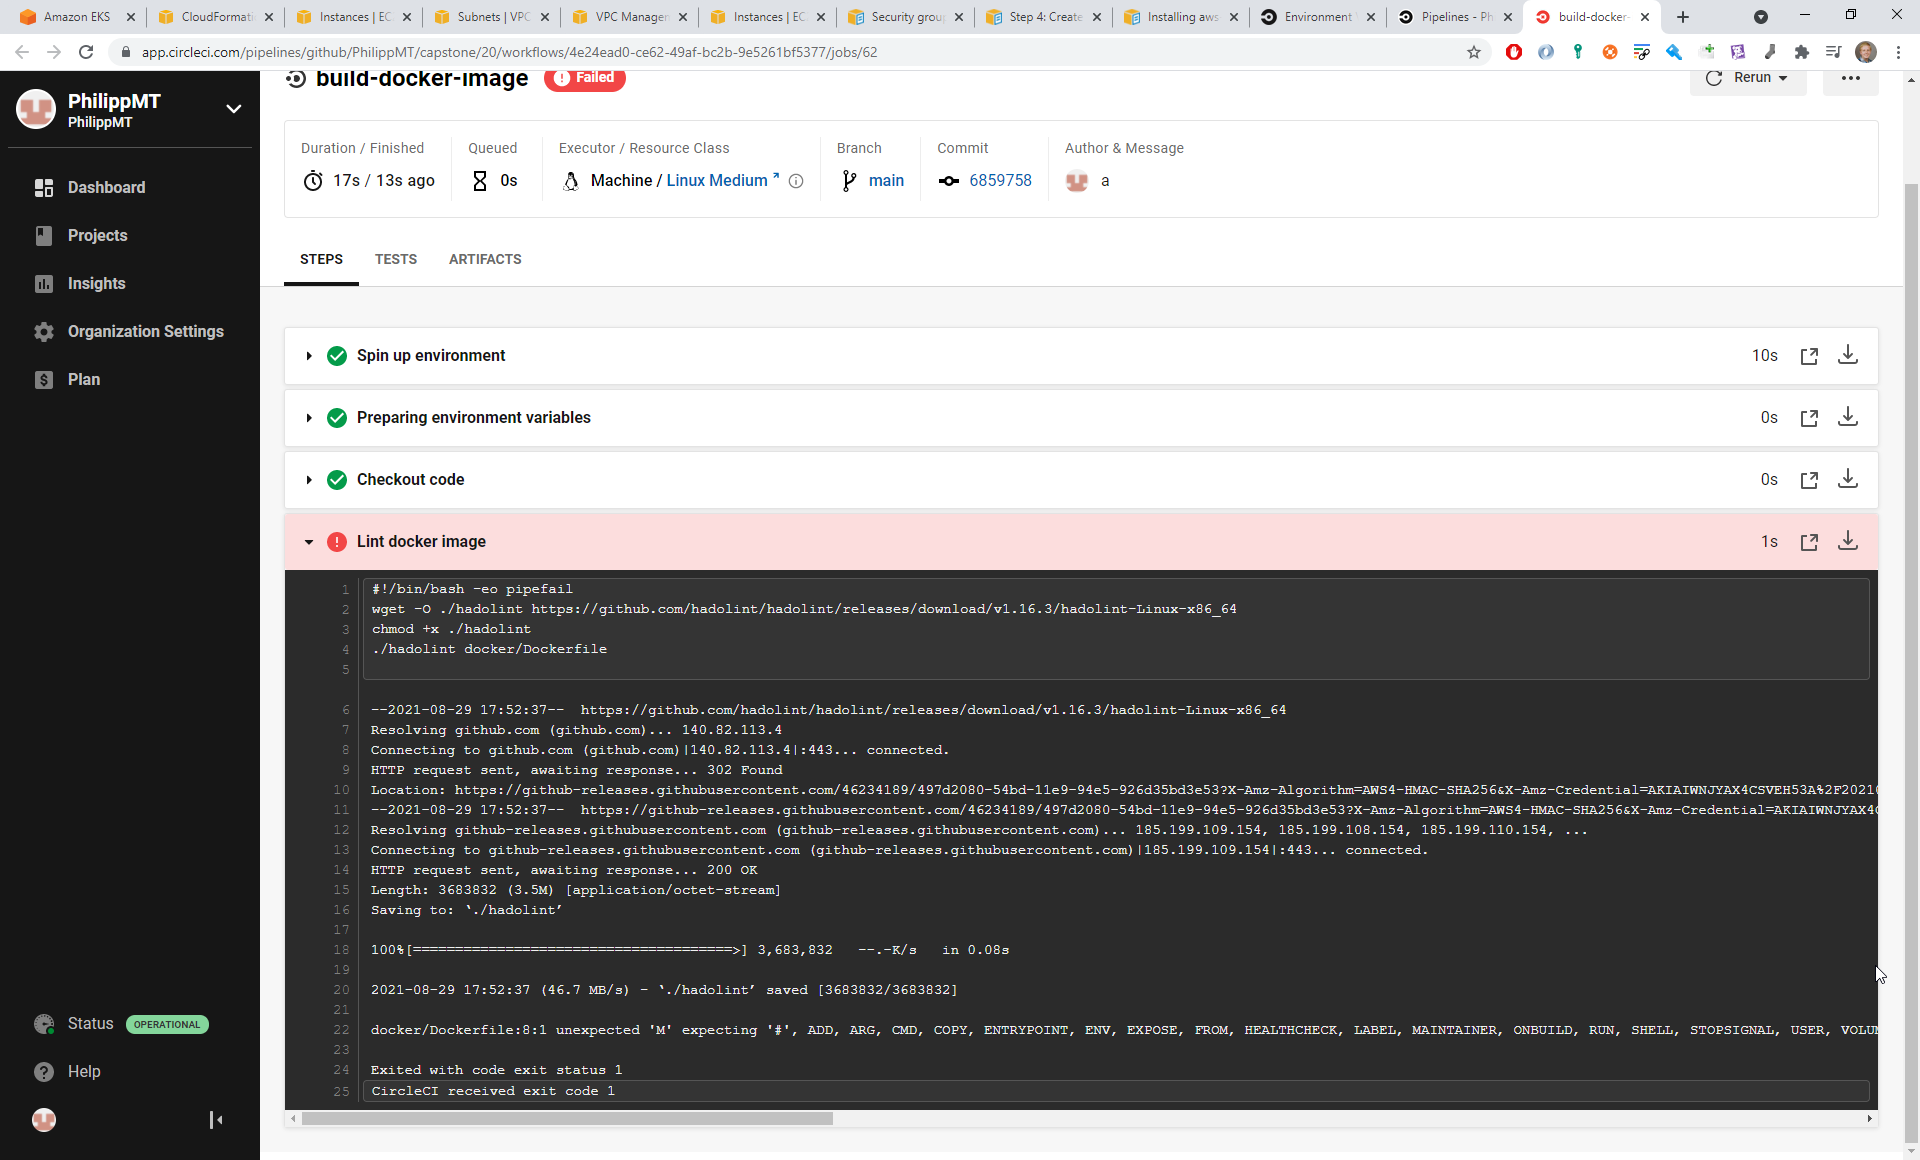 Amazon EKS
CloudFormati
Instances | EC
Subnets | VPC
VPC Manager
Instances | EC
Security grou
Step 4: Create
Installing aws
Environment
Pipelines - Ph
build-docker-
app.circleci.com/pipelines/github/PhilippMT/capstone/20/workflows/4e24ead0-ce62-49af-bc2b-9e5261bf5377/jobs/62
PhilippMT
PhilippMT
Dashboard
Projects
Insights
Organization Settings
Plan
Status OPERATIONAL
Help
build-docker-image
Failed
Rerun
Duration / Finished
17s / 13s ago
Queued
0s
Executor / Resource Class
Machine / Linux Medium
Branch
main
Commit
6859758
Author & Message
a
STEPS
TESTS
ARTIFACTS
Spin up environment 10s
Preparing environment variables 0s
Checkout code 0s
Lint docker image 1s
1 #!/bin/bash -eo pipefail
2 wget -O ./hadolint https://github.com/hadolint/hadolint/releases/download/v1.16.3/hadolint-Linux-x86_64
3 chmod +x ./hadolint
4 ./hadolint docker/Dockerfile
5
6 --2021-08-29 17:52:37--  https://github.com/hadolint/hadolint/releases/download/v1.16.3/hadolint-Linux-x86_64
7 Resolving github.com (github.com)... 140.82.113.4
8 Connecting to github.com (github.com)|140.82.113.4|:443... connected.
9 HTTP request sent, awaiting response... 302 Found
10 Location: https://github-releases.githubusercontent.com/46234189/497d2080-54bd-11e9-94e5-926d35bd3e53?X-Amz-Algorithm=AWS4-HMAC-SHA256&X-Amz-Credential=AKIAIWNJYAX4CSVEH53A%2F2021
11 --2021-08-29 17:52:37--  https://github-releases.githubusercontent.com/46234189/497d2080-54bd-11e9-94e5-926d35bd3e53?X-Amz-Algorithm=AWS4-HMAC-SHA256&X-Amz-Credential=AKIAIWNJYAX4
12 Resolving github-releases.githubusercontent.com (github-releases.githubusercontent.com)... 185.199.109.154, 185.199.108.154, 185.199.110.154, ...
13 Connecting to github-releases.githubusercontent.com (github-releases.githubusercontent.com)|185.199.109.154|:443... connected.
14 HTTP request sent, awaiting response... 200 OK
15 Length: 3683832 (3.5M) [application/octet-stream]
16 Saving to: ‘./hadolint’
17
18 100%[======================================>] 3,683,832   --.-K/s   in 0.08s
19
20 2021-08-29 17:52:37 (46.7 MB/s) - ‘./hadolint’ saved [3683832/3683832]
21
22 docker/Dockerfile:8:1 unexpected 'M' expecting '#', ADD, ARG, CMD, COPY, ENTRYPOINT, ENV, EXPOSE, FROM, HEALTHCHECK, LABEL, MAINTAINER, ONBUILD, RUN, SHELL, STOPSIGNAL, USER, VOLUM
23
24 Exited with code exit status 1
25 CircleCI received exit code 1